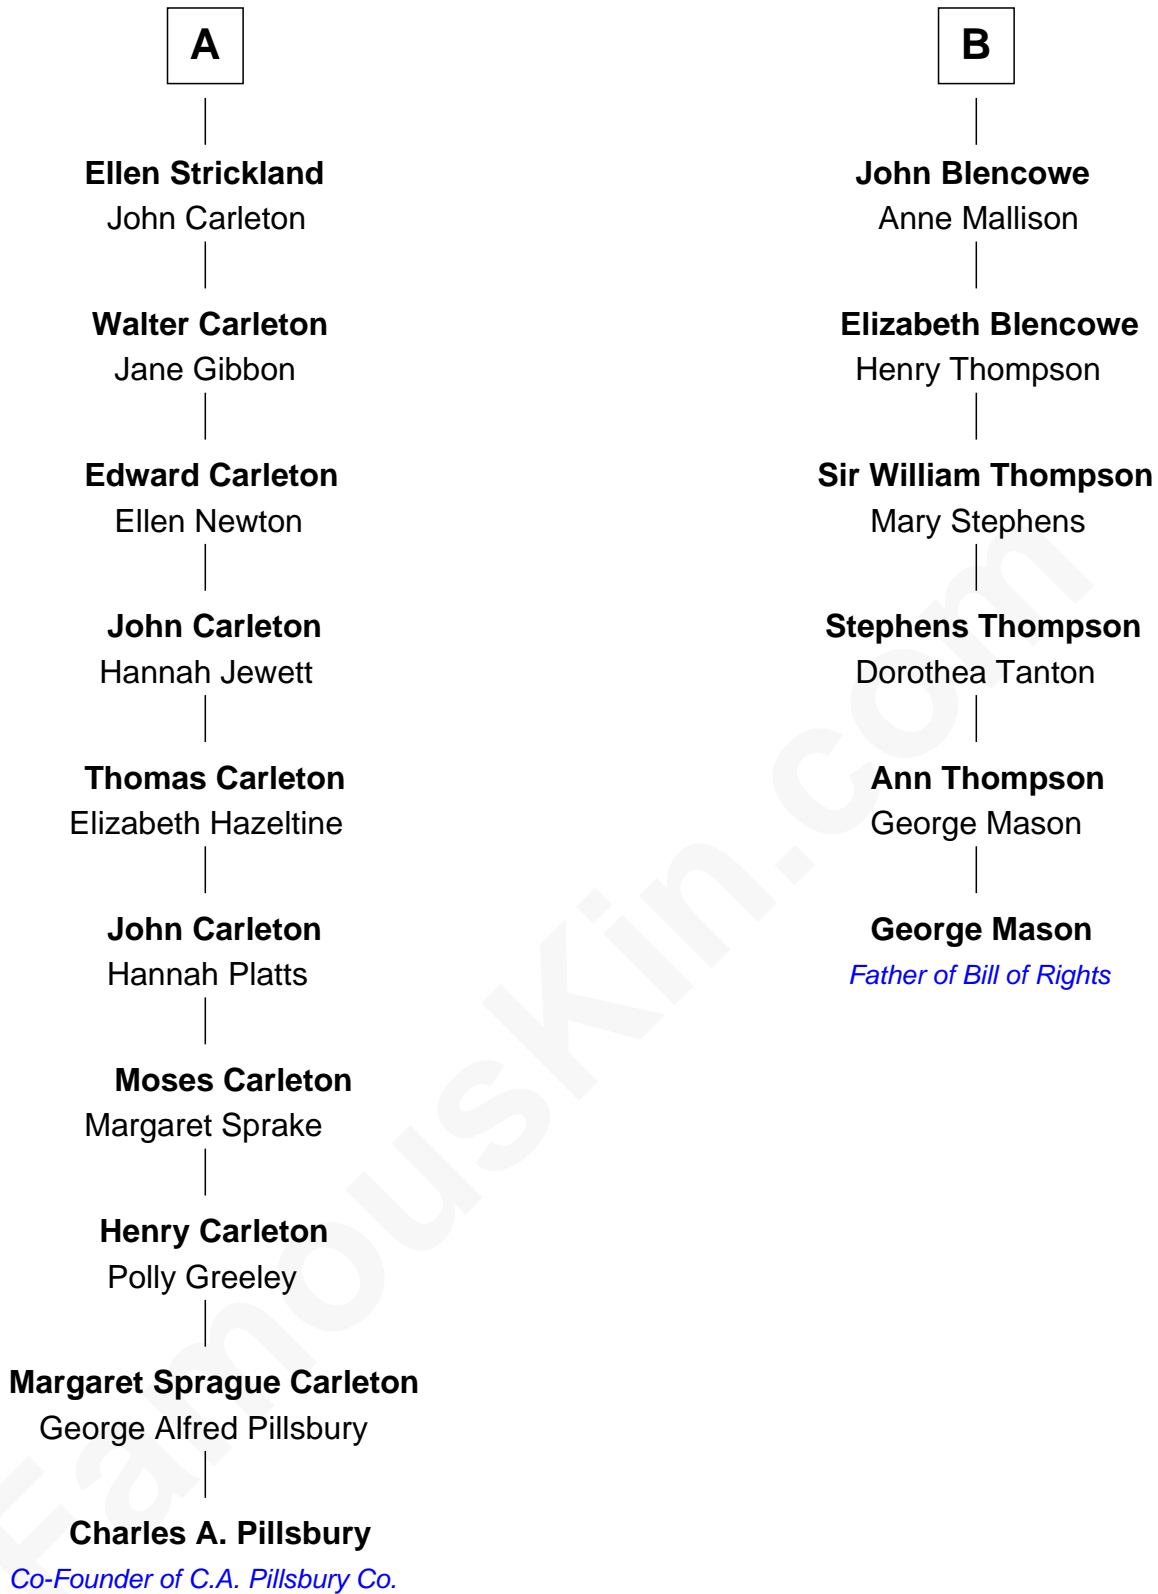 A
Ellen Strickland
John Carleton
Walter Carleton
Jane Gibbon
Edward Carleton
Ellen Newton
John Carleton
Hannah Jewett
Thomas Carleton
Elizabeth Hazeltine
John Carleton
Hannah Platts
Moses Carleton
Margaret Sprake
Henry Carleton
Polly Greeley
Margaret Sprague Carleton
George Alfred Pillsbury
Charles A. Pillsbury
Co-Founder of C.A. Pillsbury Co.
B
John Blencowe
Anne Mallison
Elizabeth Blencowe
Henry Thompson
Sir William Thompson
Mary Stephens
Stephens Thompson
Dorothea Tanton
Ann Thompson
George Mason
George Mason
Father of Bill of Rights
FamousKin.com